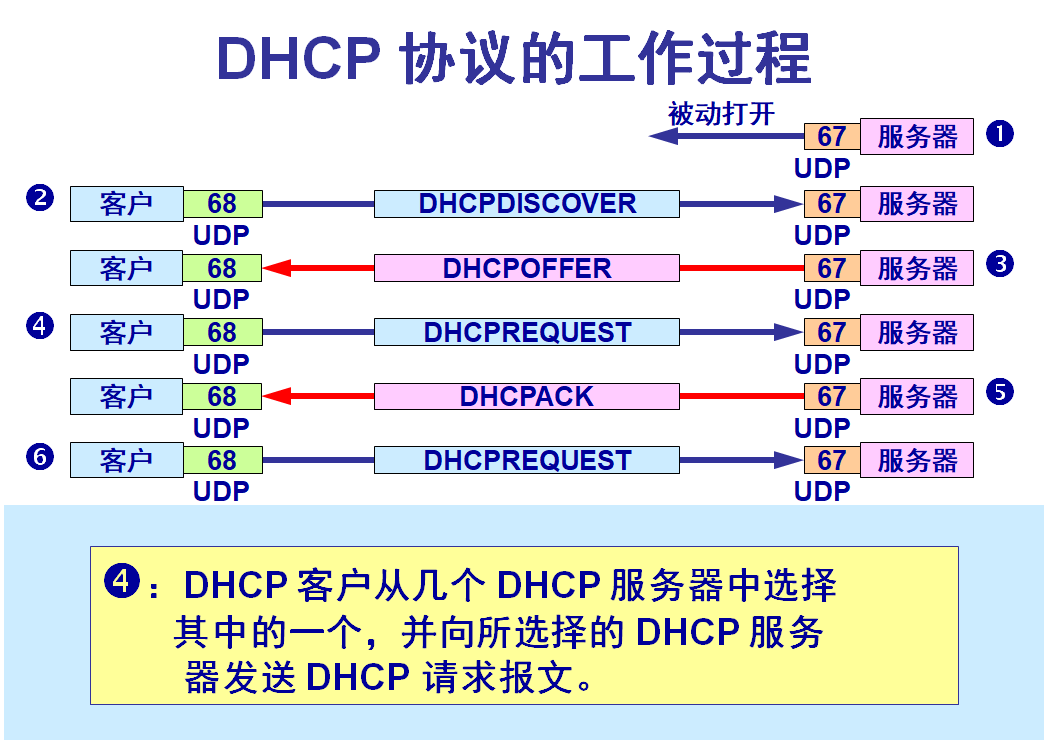 DHCP 协议的工作过程
被动打开
67 服务器 ❶
UDP
❷ 客户 68 DHCPDISCOVER 67 服务器
UDP UDP
客户 68 DHCPOFFER 67 服务器 ❸
UDP UDP
❹ 客户 68 DHCPREQUEST 67 服务器
UDP UDP
客户 68 DHCPACK 67 服务器 ❺
UDP UDP
❻ 客户 68 DHCPREQUEST 67 服务器
UDP UDP
❹：DHCP 客户从几个 DHCP 服务器中选择
其中的一个，并向所选择的 DHCP 服务
器发送 DHCP 请求报文。